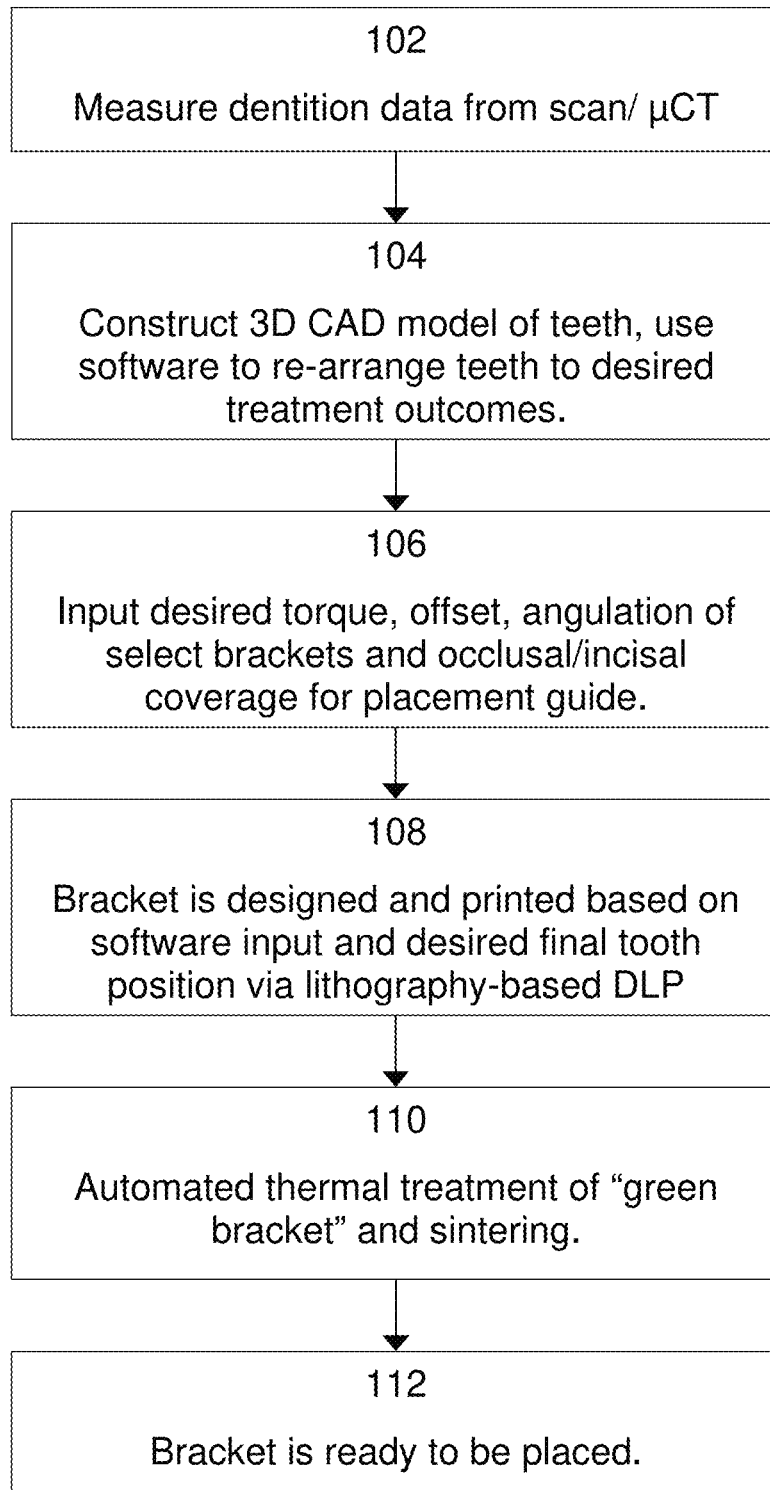 102
Measure dentition data from scan/ µCT
104
Construct 3D CAD model of teeth, use
software to re-arrange teeth to desired
treatment outcomes.
106
Input desired torque, offset, angulation of
select brackets and occlusal/incisal
coverage for placement guide.
108
Bracket is designed and printed based on
software input and desired final tooth
position via lithography-based DLP
110
Automated thermal treatment of “green
bracket” and sintering.
112
Bracket is ready to be placed.